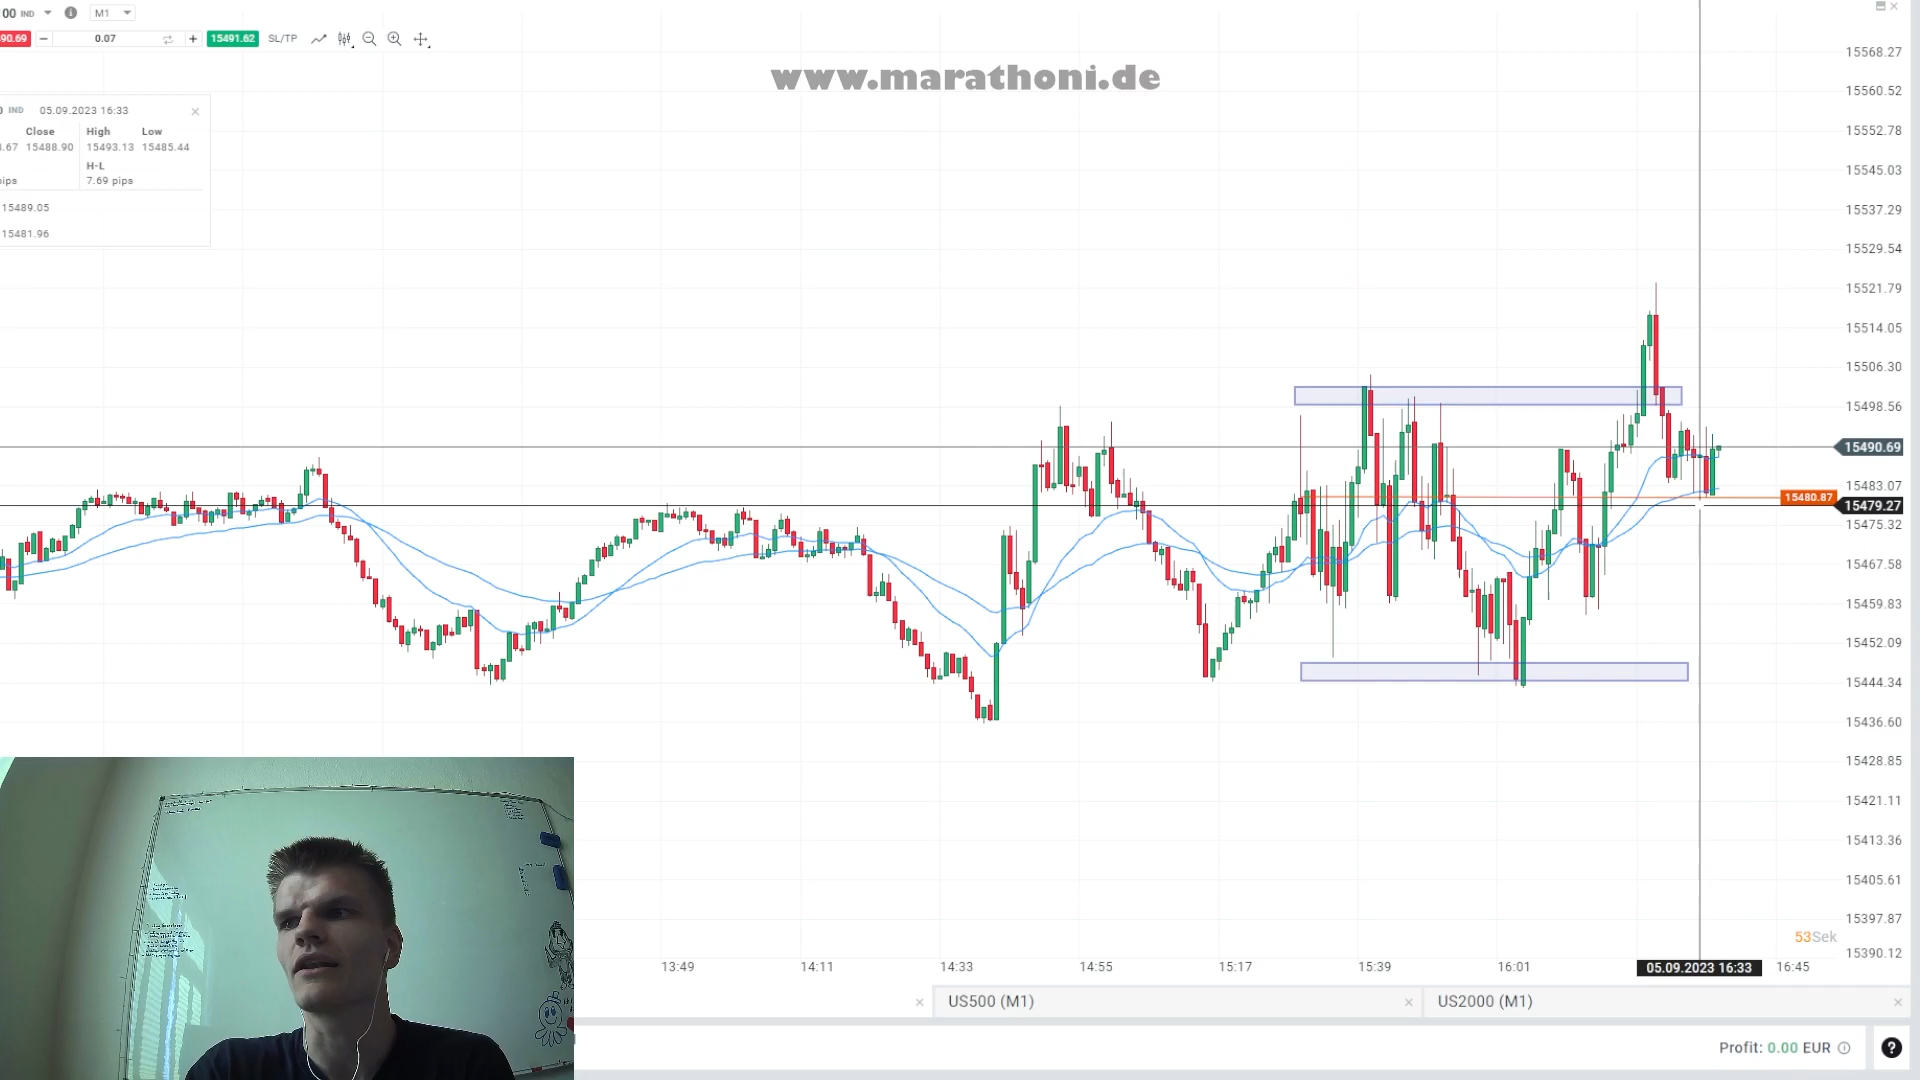 00 IND M1
90.69 0.07 15491.62 SL/TP
www.marathoni.de
IND 05.09.2023 16:33
Close High Low
.67 15488.90 15493.13 15485.44
H-L
pips 7.69 pips
15489.05
15481.96
15568.27
15560.52
15552.78
15545.03
15537.29
15529.54
15521.79
15514.05
15506.30
15498.56
15490.69
15483.07
15480.87
15479.27
15475.32
15467.58
15459.83
15452.09
15444.34
15436.60
15428.85
15421.11
15413.36
15405.61
15397.87
53Sek
15390.12
13:49 14:11 14:33 14:55 15:17 15:39 16:01 05.09.2023 16:33 16:45
US500 (M1) US2000 (M1)
Profit: 0.00 EUR